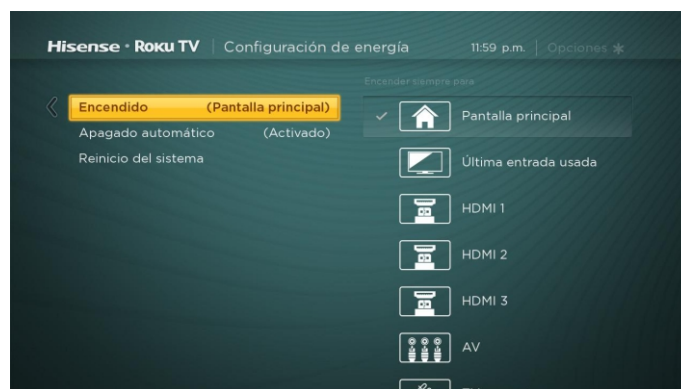 Hisense • ROKU TV | Configuración de energía 11:59 p.m. | Opciones *
Encender siempre para
Encendido (Pantalla principal)
Apagado automático (Activado)
Reinicio del sistema
Pantalla principal
Última entrada usada
HDMI 1
HDMI 2
HDMI 3
AV